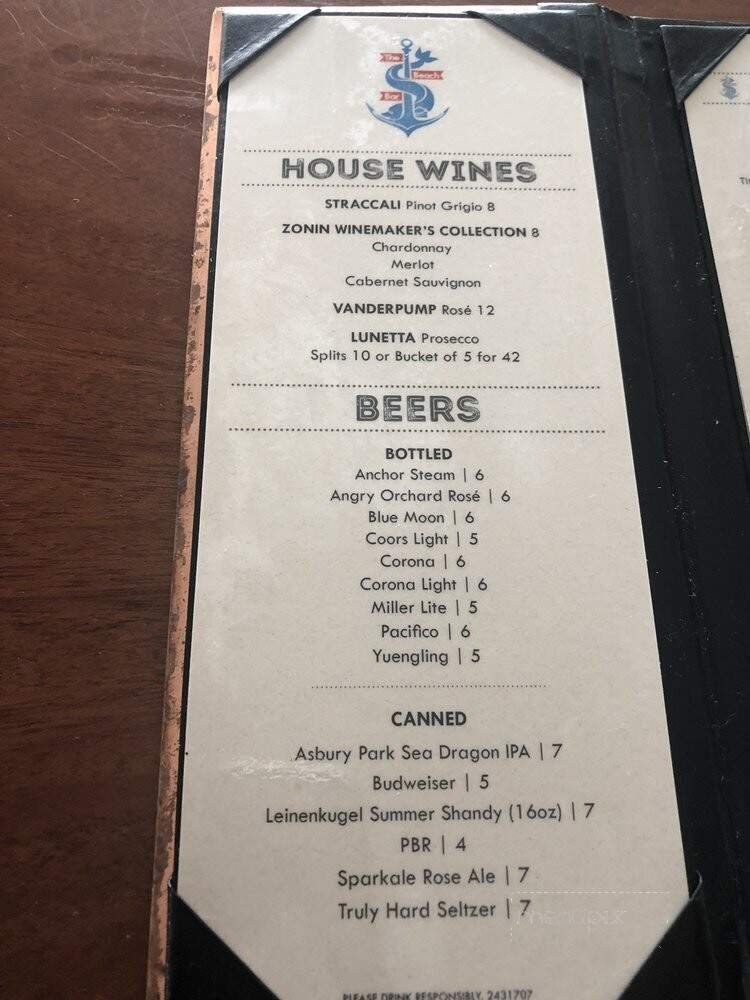 The
Beach
Bar
HOUSE WINES
STRACCALI Pinot Grigio 8
ZONIN WINEMAKER'S COLLECTION 8
Chardonnay
Merlot
Cabernet Sauvignon
VANDERPUMP Rosé 12
LUNETTA Prosecco
Splits 10 or Bucket of 5 for 42
BEERS
BOTTLED
Anchor Steam | 6
Angry Orchard Rosé | 6
Blue Moon | 6
Coors Light | 5
Corona | 6
Corona Light | 6
Miller Lite | 5
Pacifico | 6
Yuengling | 5
CANNED
Asbury Park Sea Dragon IPA | 7
Budweiser | 5
Leinenkugel Summer Shandy (16oz) | 7
PBR | 4
Sparkale Rose Ale | 7
Truly Hard Seltzer | 7
menupix
PLEASE DRINK RESPONSIBLY. 2431707